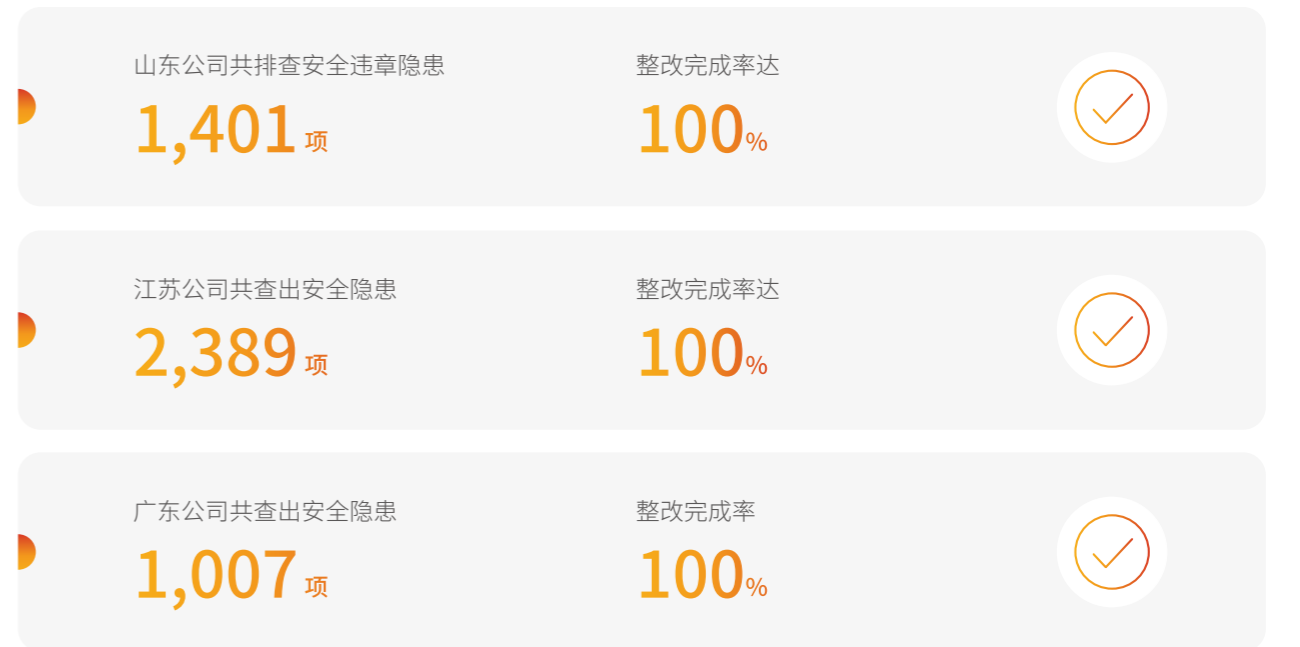 山东公司共排查安全违章隐患
整改完成率达
1,401 项
100%
江苏公司共查出安全隐患
整改完成率达
2,389 项
100%
广东公司共查出安全隐患
整改完成率
1,007 项
100%